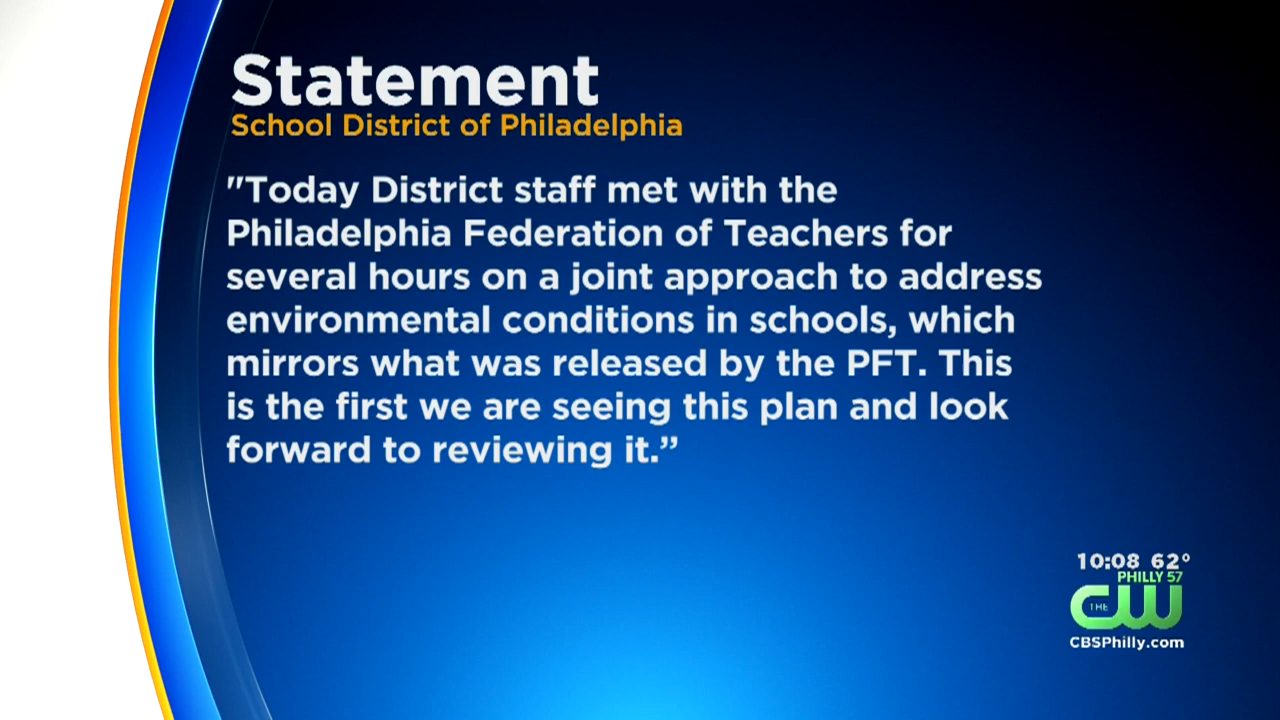 Statement
School District of Philadelphia
"Today District staff met with the
Philadelphia Federation of Teachers for
several hours on a joint approach to address
environmental conditions in schools, which
mirrors what was released by the PFT. This
is the first we are seeing this plan and look
forward to reviewing it.”
10:08 62°
PHILLY 57
THE CW
CBSPhilly.com